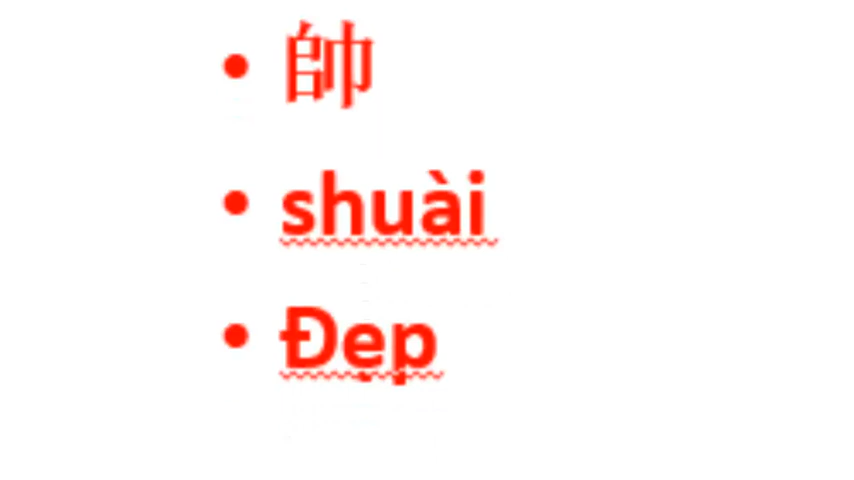 • 帥
• shuài
• Đẹp